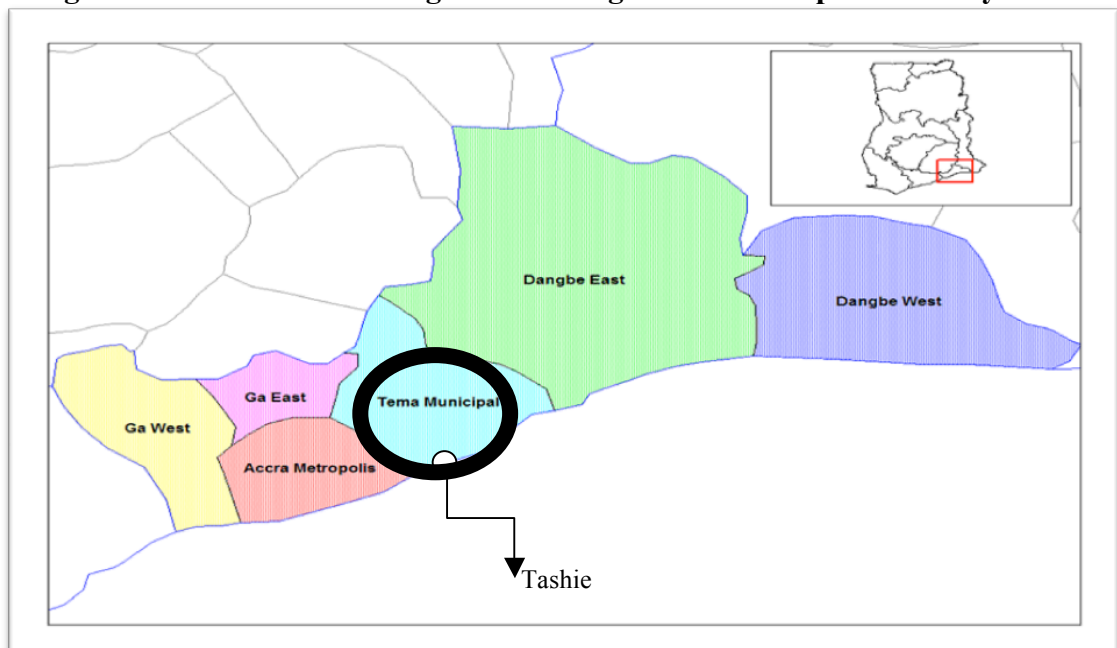 Dangbe East
Dangbe West
Ga East
Tema Municipal
Ga West
Accra Metropolis
Tashie